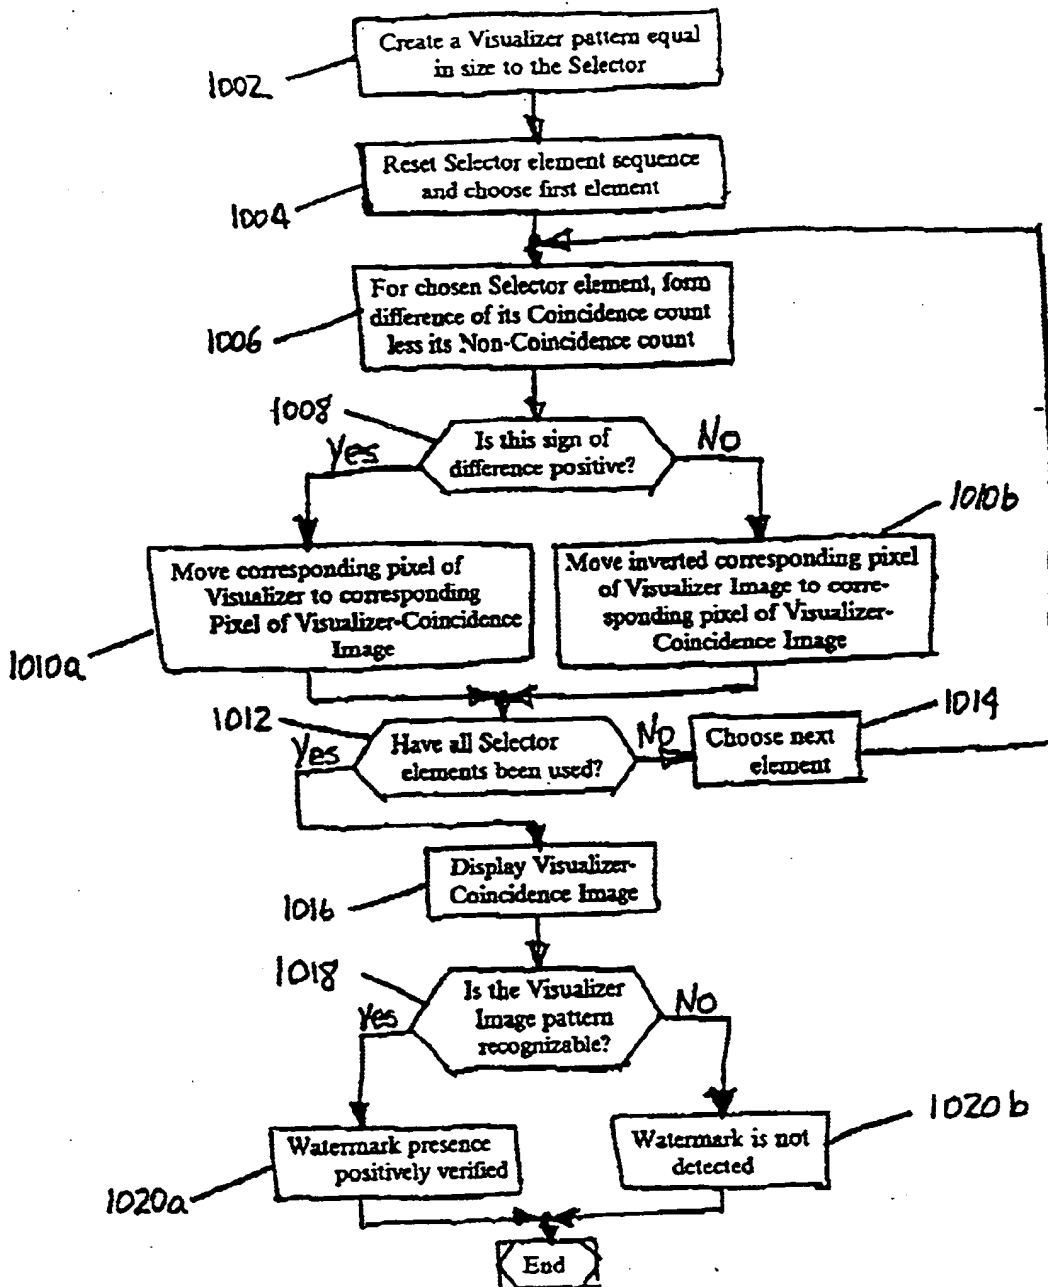 Create a Visualizer pattern equal
in size to the Selector
1002
Reset Selector element sequence
and choose first element
1004
For chosen Selector element, form
difference of its Coincidence count
less its Non-Coincidence count
1006
1008
Is this sign of
difference positive?
Yes
No
1010b
Move corresponding pixel of
Visualizer to corresponding
Pixel of Visualizer-Coincidence
Image
Move inverted corresponding pixel
of Visualizer Image to corre-
sponding pixel of Visualizer-
Coincidence Image
1010a
1012
Have all Selector
elements been used?
Yes
No
1014
Choose next
element
Display Visualizer-
Coincidence Image
1016
1018
Is the Visualizer
Image pattern
recognizable?
Yes
No
1020b
Watermark presence
positively verified
Watermark is not
detected
1020a
End